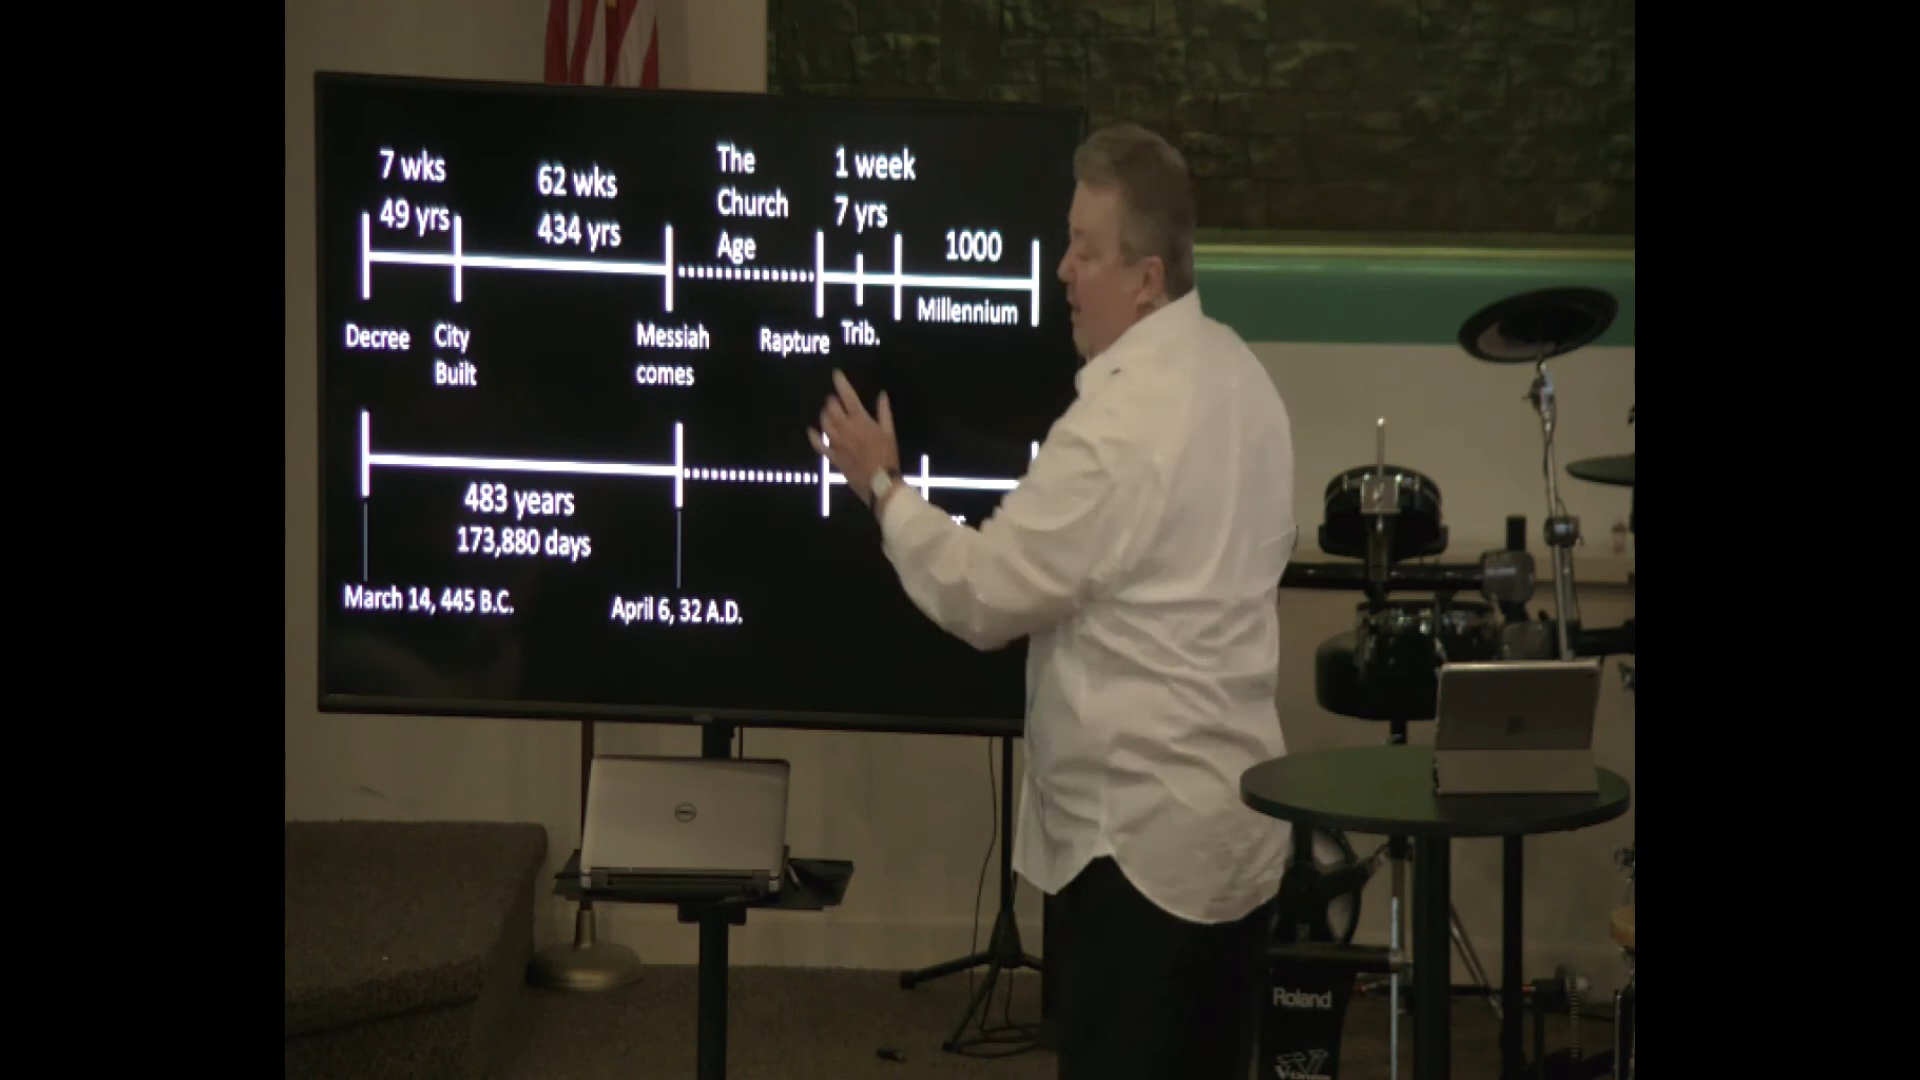 7 wks
49 yrs
62 wks
434 yrs
The
Church
Age
1 week
7 yrs
1000
Millennium
Decree
City
Built
Messiah
comes
Rapture
Trib.
483 years
173,880 days
March 14, 445 B.C.
April 6, 32 A.D.
DELL
Roland